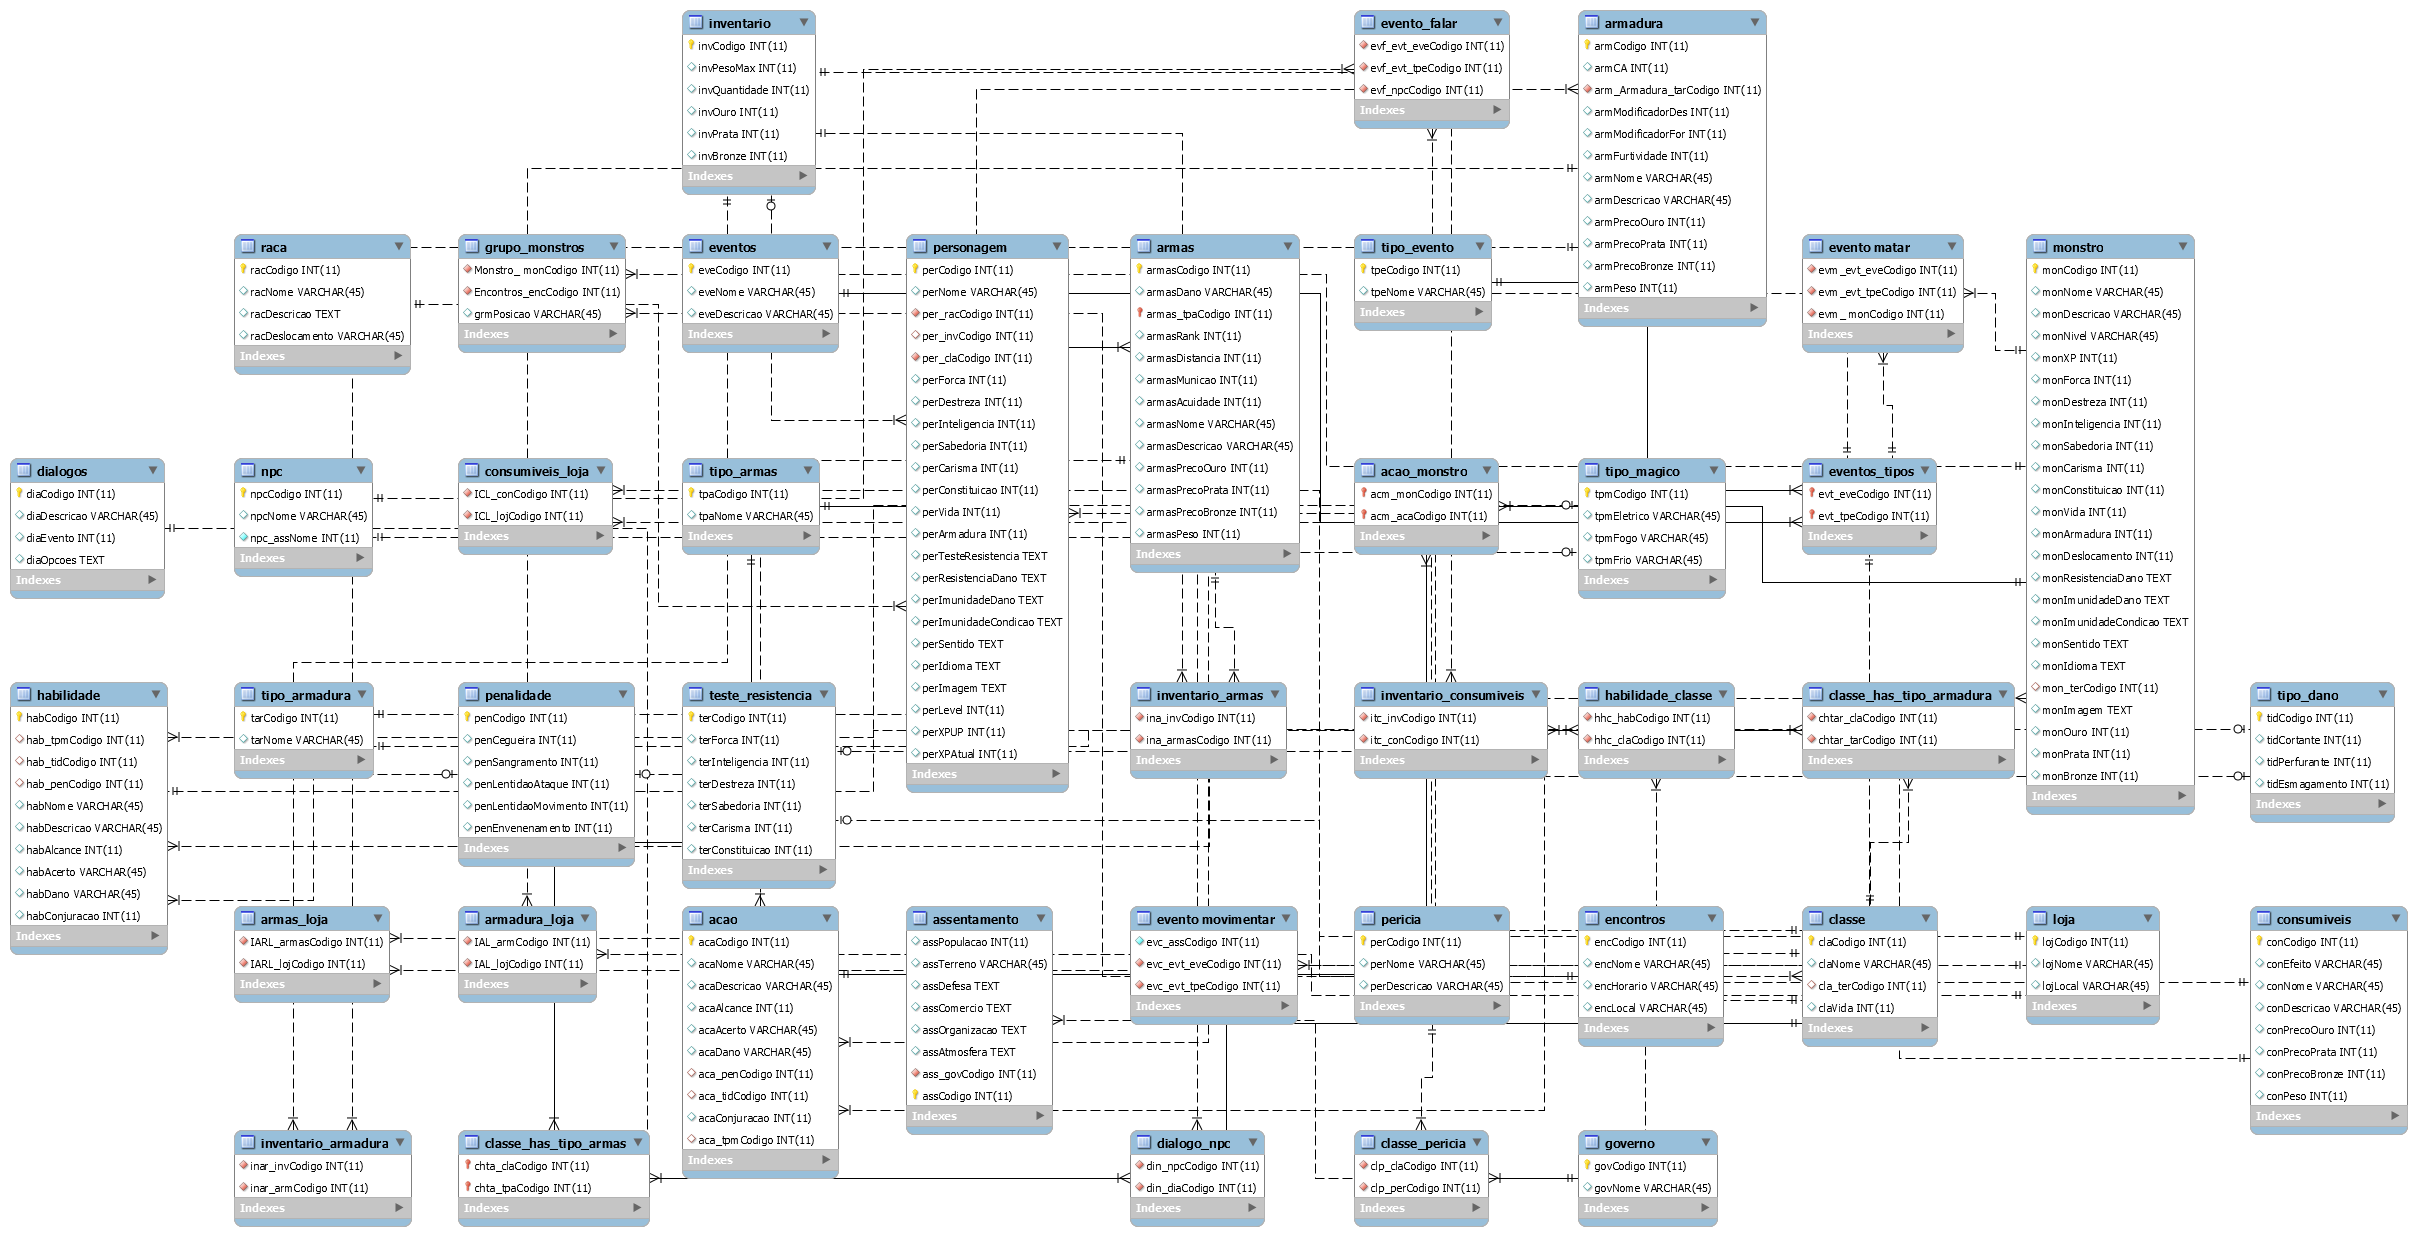 inventario
invCodigo INT(11)
invPesoMax INT(11)
invQuantidade INT(11)
invOuro INT(11)
invPrata INT(11)
invBronze INT(11)
Indexes
evento_falar
evf_evt_eveCodigo INT(11)
evf_evt_tpeCodigo INT(11)
evf_npcCodigo INT(11)
Indexes
armadura
armCodigo INT(11)
armCA INT(11)
arm_Armadura_tarCodigo INT(11)
armModificadorDes INT(11)
armModificadorFor INT(11)
armFurtividade INT(11)
armNome VARCHAR(45)
armDescricao VARCHAR(45)
armPrecoOuro INT(11)
armPrecoPrata INT(11)
armPrecoBronze INT(11)
armPeso INT(11)
Indexes
raca
racCodigo INT(11)
racNome VARCHAR(45)
racDescricao TEXT
racDeslocamento VARCHAR(45)
Indexes
grupo_monstros
Monstro_ monCodigo INT(11)
Encontros_encCodigo INT(11)
grmPosicao VARCHAR(45)
Indexes
eventos
eveCodigo INT(11)
eveNome VARCHAR(45)
eveDescricao VARCHAR(45)
Indexes
personagem
perCodigo INT(11)
perNome VARCHAR(45)
per_racCodigo INT(11)
per_invCodigo INT(11)
per_claCodigo INT(11)
perForca INT(11)
perDestreza INT(11)
perInteligencia INT(11)
perSabedoria INT(11)
perCarisma INT(11)
perConstituicao INT(11)
perVida INT(11)
perArmadura INT(11)
perTesteResistencia TEXT
perResistenciaDano TEXT
perImunidadeDano TEXT
perImunidadeCondicao TEXT
perSentido TEXT
perIdioma TEXT
perImagem TEXT
perLevel INT(11)
perXPUP INT(11)
perXPAtual INT(11)
Indexes
armas
armasCodigo INT(11)
armasDano VARCHAR(45)
armas_tpaCodigo INT(11)
armasRank INT(11)
armasDistancia INT(11)
armasMunicao INT(11)
armasAcuidade INT(11)
armasNome VARCHAR(45)
armasDescricao VARCHAR(45)
armasPrecoOuro INT(11)
armasPrecoPrata INT(11)
armasPrecoBronze INT(11)
armasPeso INT(11)
Indexes
tipo_evento
tpeCodigo INT(11)
tpeNome VARCHAR(45)
Indexes
evento matar
evm_evt_eveCodigo INT(11)
evm_evt_tpeCodigo INT(11)
evm_ monCodigo INT(11)
Indexes
monstro
monCodigo INT(11)
monNome VARCHAR(45)
monDescricao VARCHAR(45)
monNivel VARCHAR(45)
monXP INT(11)
monForca INT(11)
monDestreza INT(11)
monInteligencia INT(11)
monSabedoria INT(11)
monCarisma INT(11)
monConstituicao INT(11)
monVida INT(11)
monArmadura INT(11)
monDeslocamento INT(11)
monResistenciaDano TEXT
monImunidadeDano TEXT
monImunidadeCondicao TEXT
monSentido TEXT
monIdioma TEXT
mon_terCodigo INT(11)
monImagem TEXT
monOuro INT(11)
monPrata INT(11)
monBronze INT(11)
Indexes
dialogos
diaCodigo INT(11)
diaDescricao VARCHAR(45)
diaEvento INT(11)
diaOpcoes TEXT
Indexes
npc
npcCodigo INT(11)
npcNome VARCHAR(45)
npc_assNome INT(11)
Indexes
consumiveis_loja
ICL_conCodigo INT(11)
ICL_lojCodigo INT(11)
Indexes
tipo_armas
tpaCodigo INT(11)
tpaNome VARCHAR(45)
Indexes
acao_monstro
acm_monCodigo INT(11)
acm_acaCodigo INT(11)
Indexes
tipo_magico
tpmCodigo INT(11)
tpmEletrico VARCHAR(45)
tpmFogo VARCHAR(45)
tpmFrio VARCHAR(45)
Indexes
eventos_tipos
evt_eveCodigo INT(11)
evt_tpeCodigo INT(11)
Indexes
habilidade
habCodigo INT(11)
hab_tpmCodigo INT(11)
hab_tidCodigo INT(11)
hab_penCodigo INT(11)
habNome VARCHAR(45)
habDescricao VARCHAR(45)
habAlcance INT(11)
habAcerto VARCHAR(45)
habDano VARCHAR(45)
habConjuracao INT(11)
Indexes
tipo_armadura
tarCodigo INT(11)
tarNome VARCHAR(45)
Indexes
penalidade
penCodigo INT(11)
penCegueira INT(11)
penSangramento INT(11)
penLentidaoAtaque INT(11)
penLentidaoMovimento INT(11)
penEnvenenamento INT(11)
Indexes
teste_resistencia
terCodigo INT(11)
terForca INT(11)
terInteligencia INT(11)
terDestreza INT(11)
terSabedoria INT(11)
terCarisma INT(11)
terConstituicao INT(11)
Indexes
inventario_armas
ina_invCodigo INT(11)
ina_armasCodigo INT(11)
Indexes
inventario_consumiveis
itc_invCodigo INT(11)
itc_conCodigo INT(11)
Indexes
habilidade_classe
hhc_habCodigo INT(11)
hhc_claCodigo INT(11)
Indexes
classe_has_tipo_armadura
chtar_claCodigo INT(11)
chtar_tarCodigo INT(11)
Indexes
tipo_dano
tidCodigo INT(11)
tidCortante INT(11)
tidPerfurante INT(11)
tidEsmagamento INT(11)
Indexes
armas_loja
IARL_armasCodigo INT(11)
IARL_lojCodigo INT(11)
Indexes
armadura_loja
IAL_armCodigo INT(11)
IAL_lojCodigo INT(11)
Indexes
acao
acaCodigo INT(11)
acaNome VARCHAR(45)
acaDescricao VARCHAR(45)
acaAlcance INT(11)
acaAcerto VARCHAR(45)
acaDano VARCHAR(45)
aca_penCodigo INT(11)
aca_tidCodigo INT(11)
acaConjuracao INT(11)
aca_tpmCodigo INT(11)
Indexes
assentamento
assPopulacao INT(11)
assTerreno VARCHAR(45)
assDefesa TEXT
assComercio TEXT
assOrganizacao TEXT
assAtmosfera TEXT
ass_govCodigo INT(11)
assCodigo INT(11)
Indexes
evento movimentar
evc_assCodigo INT(11)
evc_evt_eveCodigo INT(11)
evc_evt_tpeCodigo INT(11)
Indexes
pericia
perCodigo INT(11)
perNome VARCHAR(45)
perDescricao VARCHAR(45)
Indexes
encontros
encCodigo INT(11)
encNome VARCHAR(45)
encHorario VARCHAR(45)
encLocal VARCHAR(45)
Indexes
classe
claCodigo INT(11)
claNome VARCHAR(45)
cla_terCodigo INT(11)
claVida INT(11)
Indexes
loja
lojCodigo INT(11)
lojNome VARCHAR(45)
lojLocal VARCHAR(45)
Indexes
consumiveis
conCodigo INT(11)
conEfeito VARCHAR(45)
conNome VARCHAR(45)
conDescricao VARCHAR(45)
conPrecoOuro INT(11)
conPrecoPrata INT(11)
conPrecoBronze INT(11)
conPeso INT(11)
Indexes
inventario_armadura
inar_invCodigo INT(11)
inar_armCodigo INT(11)
Indexes
classe_has_tipo_armas
chta_claCodigo INT(11)
chta_tpaCodigo INT(11)
Indexes
dialogo_npc
din_npcCodigo INT(11)
din_diaCodigo INT(11)
Indexes
classe_pericia
clp_claCodigo INT(11)
clp_perCodigo INT(11)
Indexes
governo
govCodigo INT(11)
govNome VARCHAR(45)
Indexes